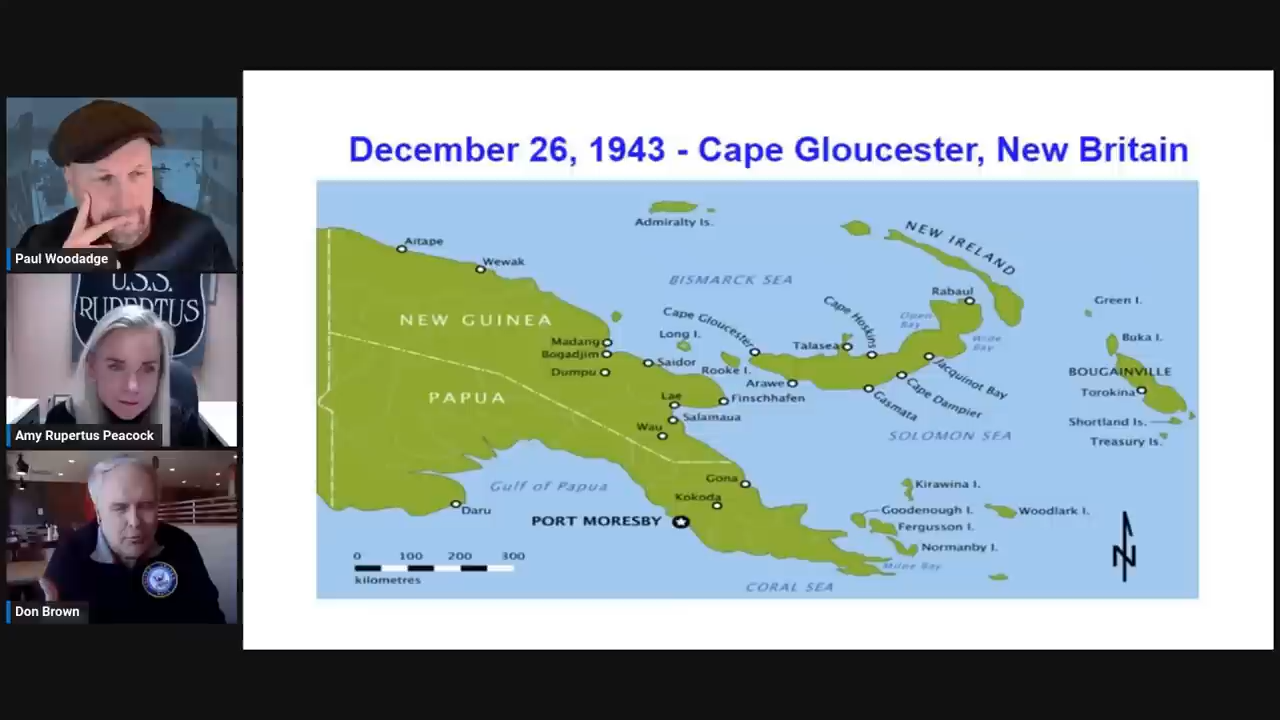 Paul Woodadge
U.S.S.
RUPERTUS
Amy Rupertus Peacock
Don Brown
December 26, 1943 - Cape Gloucester, New Britain
Admiralty Is.
Aitape
Wewak
NEW IRELAND
BISMARCK SEA
Rabaul
Green I.
NEW GUINEA
Cape Gloucester
Cape Hoskins
Open
Bay
Wide
Bay
Long I.
Talasea
Buka I.
Madang
Bogadjim
Saidor
Rooke I.
Jacquinot Bay
BOUGAINVILLE
Dumpu
Arawe
Torokina
PAPUA
Lae
Finschhafen
Cape Dampier
Gasmata
Salamaua
Shortland Is.
Wau
SOLOMON SEA
Treasury Is.
Gona
Kirawina I.
Gulf of Papua
Kokoda
Daru
Goodenough I.
Woodlark I.
PORT MORESBY
Fergusson I.
Normanby I.
0 100 200 300
kilometres
Milne Bay
CORAL SEA
N